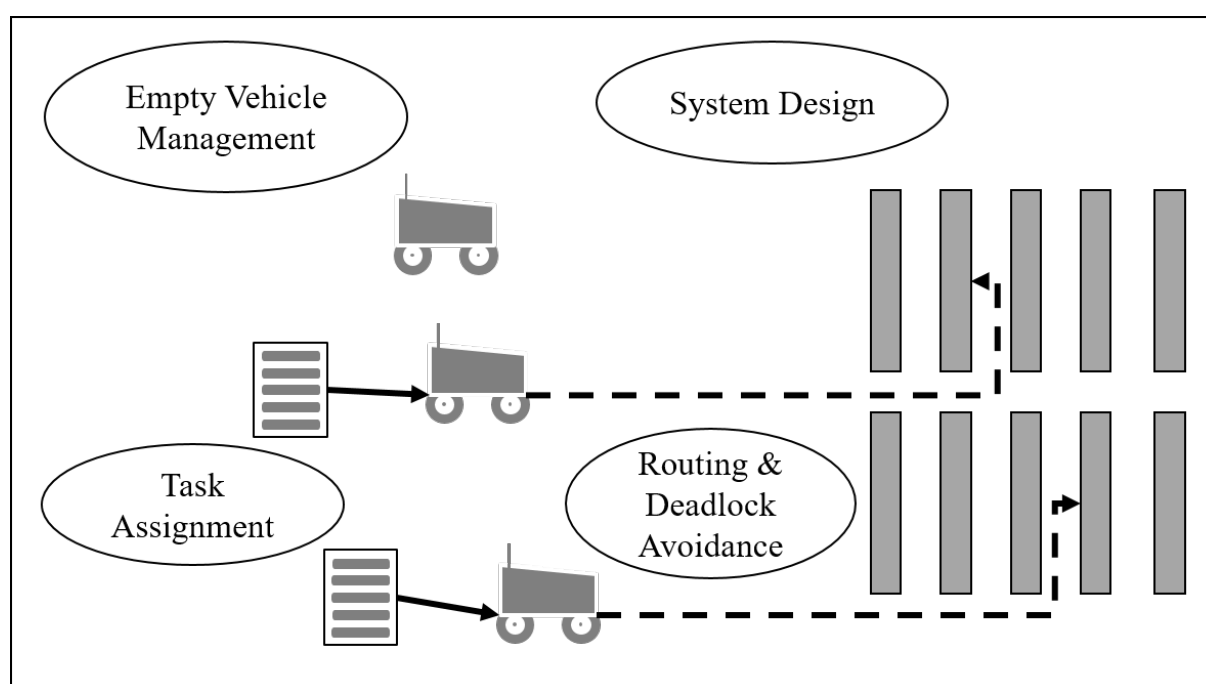 Empty Vehicle
Management
System Design
Task
Assignment
Routing &
Deadlock
Avoidance